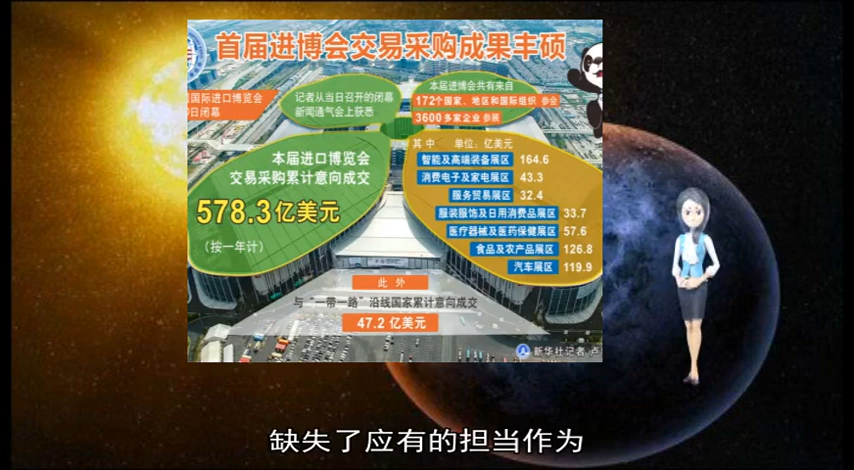 首届进博会交易采购成果丰硕
国际进口博览会
日闭幕
记者从当日召开的闭幕
新闻通气会上获悉
本届进博会共有来自
172个国家、地区和国际组织 参会
3600多家企业 参展
本届进口博览会
交易采购累计意向成交
578.3亿美元
(按一年计)
其中 单位:亿美元
智能及高端装备展区 164.6
消费电子及家电展区 43.3
服务贸易展区 32.4
服装服饰及日用消费品展区 33.7
医疗器械及医药保健展区 57.6
食品及农产品展区 126.8
汽车展区 119.9
此 外
与“一带一路”沿线国家累计意向成交
47.2 亿美元
新华社记者 卢
缺失了应有的担当作为